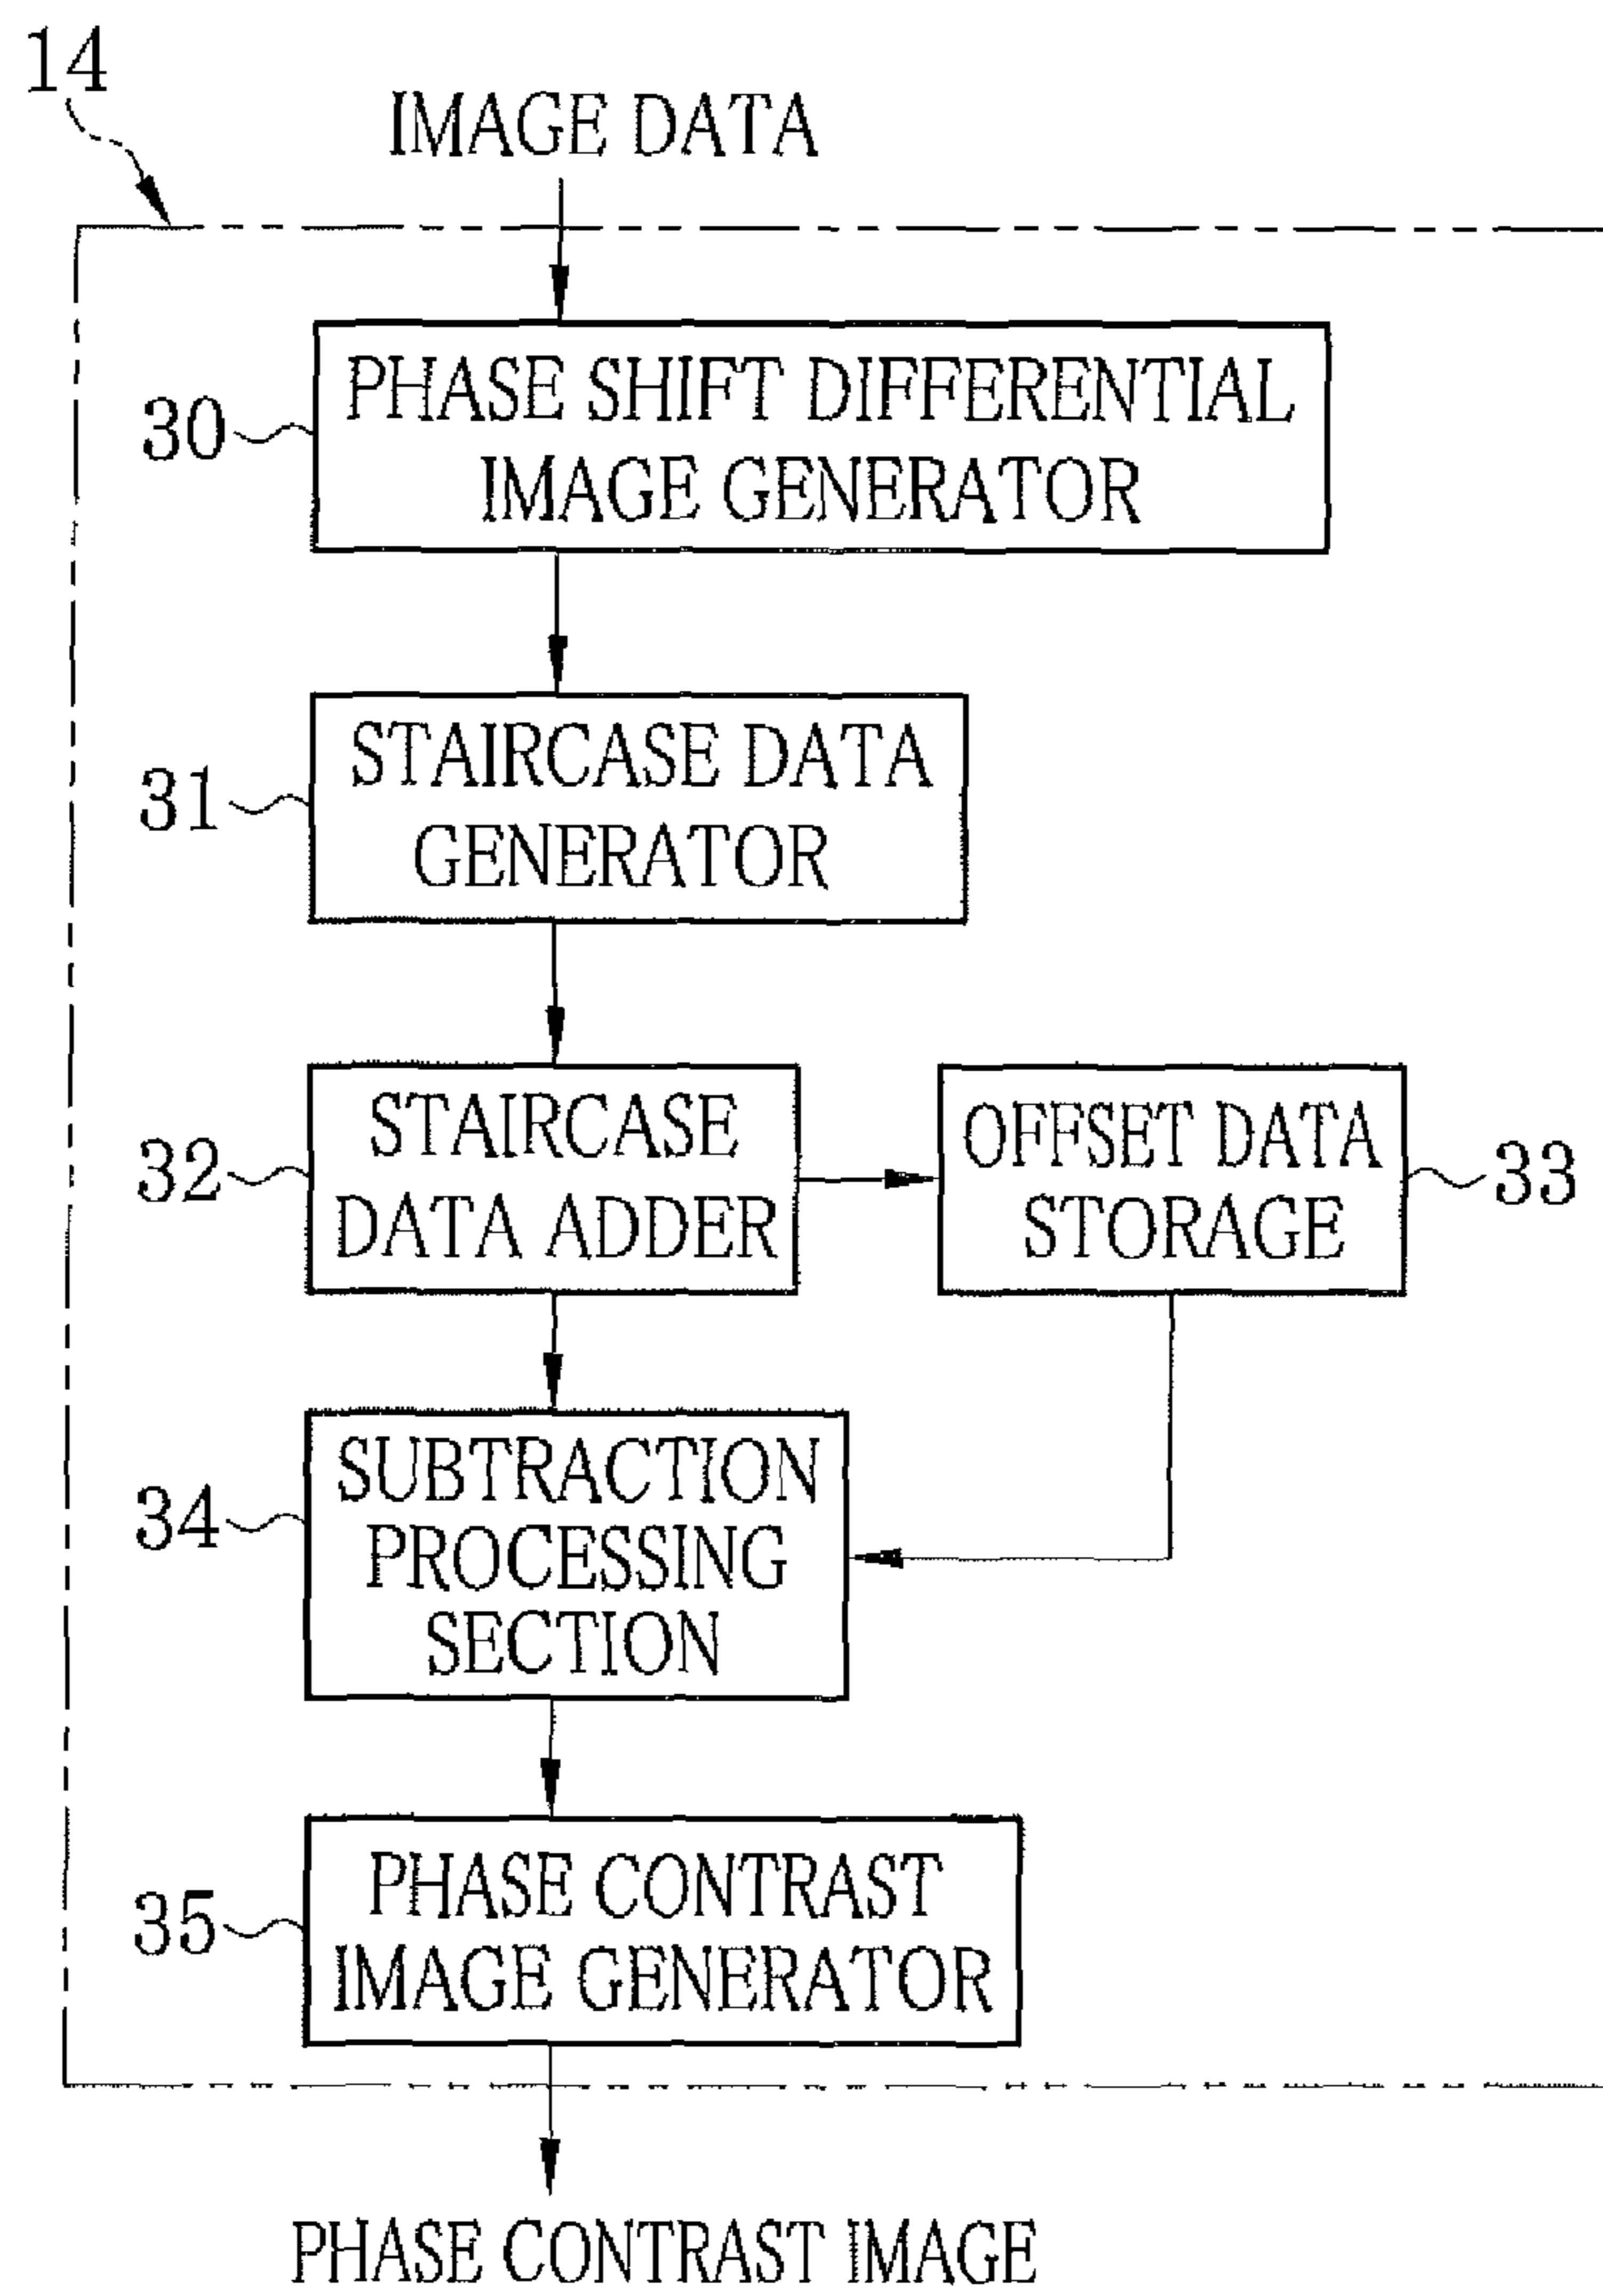 14
IMAGE DATA
30
PHASE SHIFT DIFFERENTIAL
IMAGE GENERATOR
31
STAIRCASE DATA
GENERATOR
32
STAIRCASE
DATA ADDER
OFFSET DATA
STORAGE
33
34
SUBTRACTION
PROCESSING
SECTION
35
PHASE CONTRAST
IMAGE GENERATOR
PHASE CONTRAST IMAGE